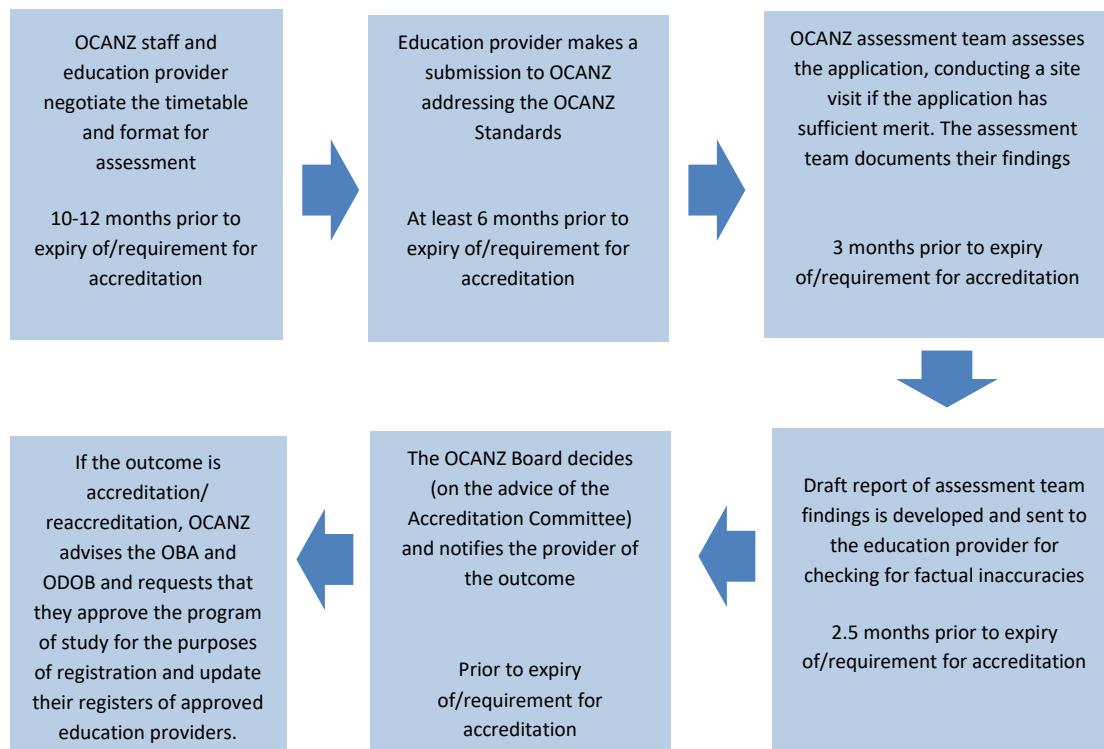 OCANZ staff and
education provider
negotiate the timetable
and format for
assessment
10-12 months prior to
expiry of/requirement for
accreditation
Education provider makes a
submission to OCANZ
addressing the OCANZ
Standards
At least 6 months prior to
expiry of/requirement for
accreditation
OCANZ assessment team assesses
the application, conducting a site
visit if the application has
sufficient merit. The assessment
team documents their findings
3 months prior to expiry
of/requirement for accreditation
Draft report of assessment team
findings is developed and sent to
the education provider for
checking for factual inaccuracies
2.5 months prior to expiry
of/requirement for accreditation
The OCANZ Board decides
(on the advice of the
Accreditation Committee)
and notifies the provider of
the outcome
Prior to expiry
of/requirement for
accreditation
If the outcome is
accreditation/
reaccreditation, OCANZ
advises the OBA and
ODOB and requests that
they approve the program
of study for the purposes
of registration and update
their registers of approved
education providers.